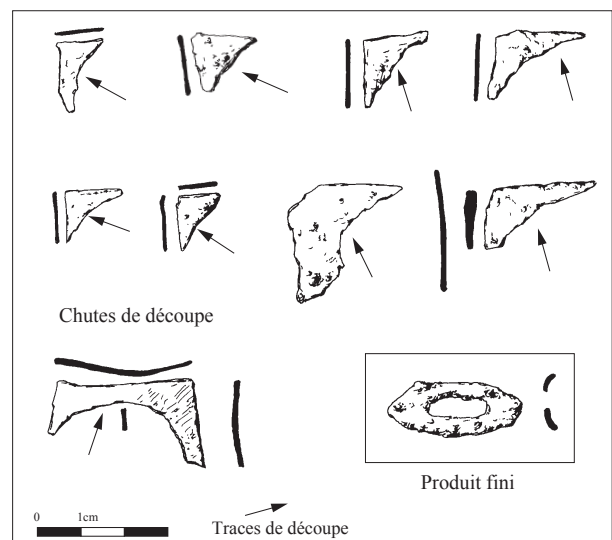 Chutes de découpe
Produit fini
0 1cm
Traces de découpe